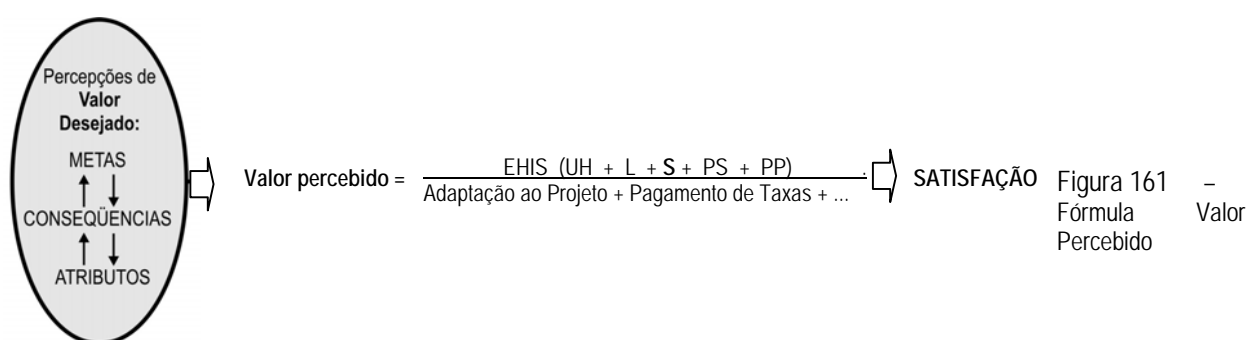 Percepções de
Valor
Desejado:
METAS
CONSEQÜENCIAS
ATRIBUTOS
Valor percebido = EHIS (UH + L + S + PS + PP) .
Adaptação ao Projeto + Pagamento de Taxas + ...
SATISFAÇÃO
Figura 161 –
Fórmula Valor
Percebido